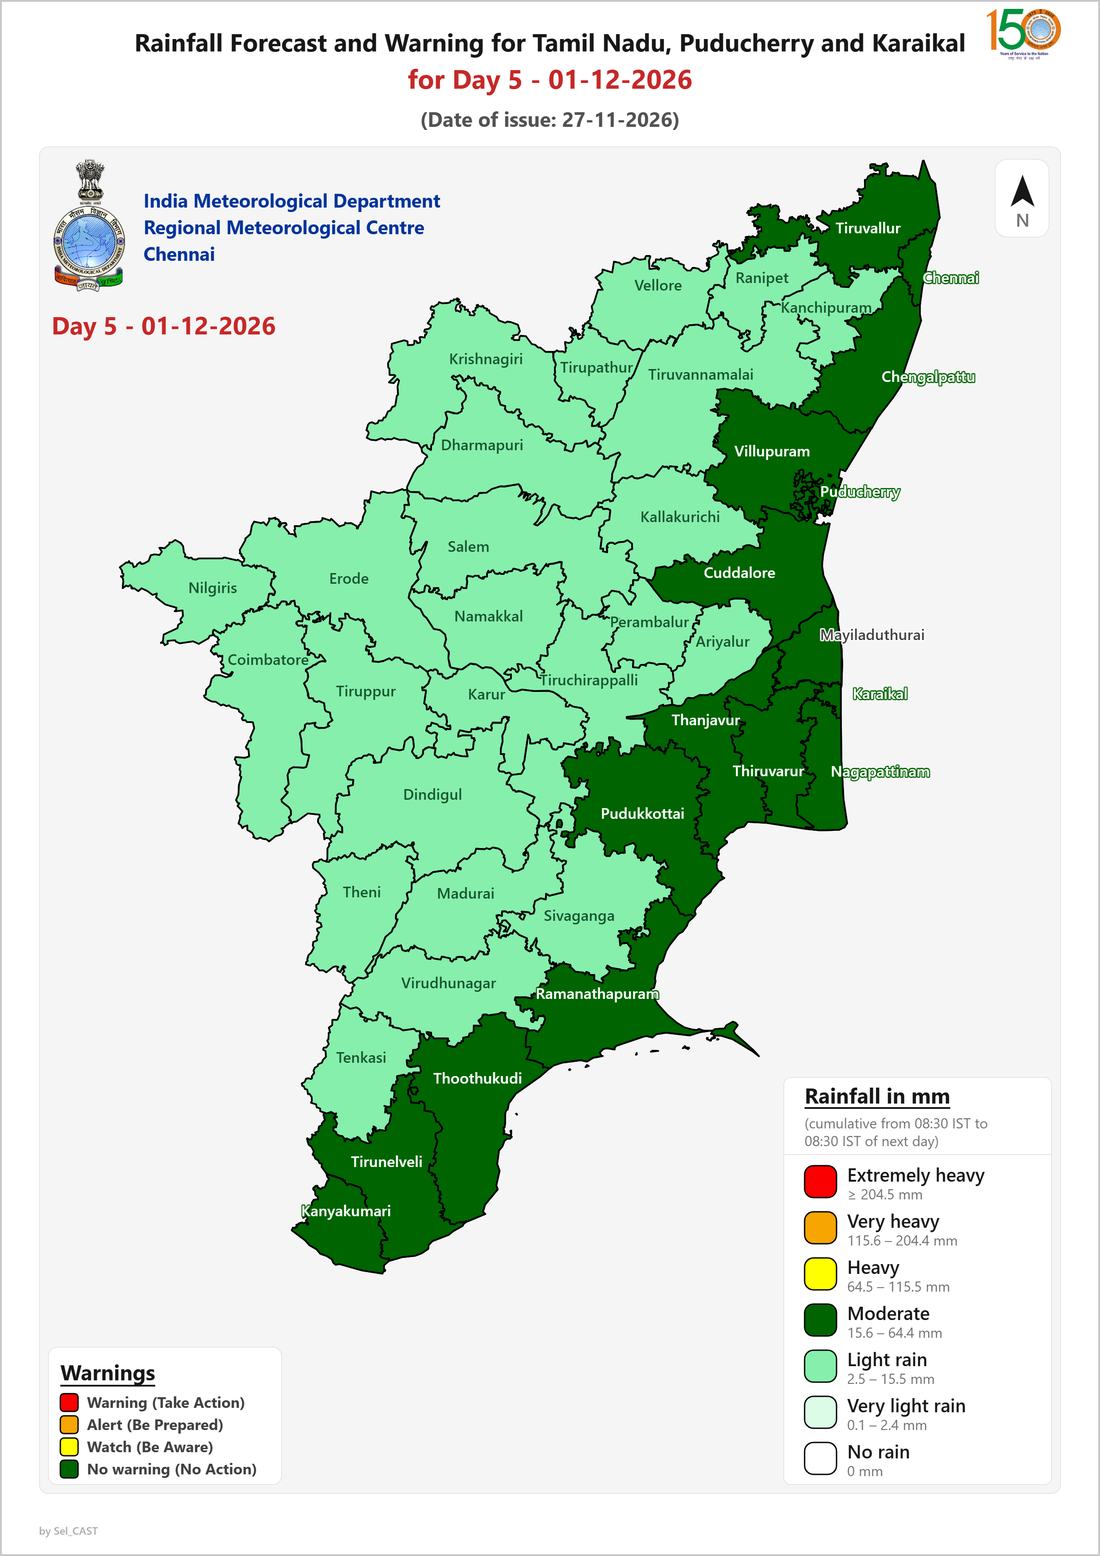 Rainfall Forecast and Warning for Tamil Nadu, Puducherry and Karaikal
for Day 5 - 01-12-2026
(Date of issue: 27-11-2026)
150
Years of Service to the Nation
India Meteorological Department
Regional Meteorological Centre
Chennai
Day 5 - 01-12-2026
N
Tiruvallur
Chennai
Ranipet
Vellore
Kanchipuram
Krishnagiri
Tirupathur
Tiruvannamalai
Chengalpattu
Dharmapuri
Villupuram
Puducherry
Kallakurichi
Salem
Cuddalore
Erode
Nilgiris
Namakkal
Perambalur
Mayiladuthurai
Ariyalur
Coimbatore
Tiruchirappalli
Tiruppur
Karur
Karaikal
Thanjavur
Thiruvarur
Nagapattinam
Dindigul
Pudukkottai
Theni
Madurai
Sivaganga
Virudhunagar
Ramanathapuram
Tenkasi
Thoothukudi
Tirunelveli
Kanyakumari
Rainfall in mm
(cumulative from 08:30 IST to
08:30 IST of next day)
Extremely heavy
≥ 204.5 mm
Very heavy
115.6 – 204.4 mm
Heavy
64.5 – 115.5 mm
Moderate
15.6 – 64.4 mm
Light rain
2.5 – 15.5 mm
Very light rain
0.1 – 2.4 mm
No rain
0 mm
Warnings
Warning (Take Action)
Alert (Be Prepared)
Watch (Be Aware)
No warning (No Action)
by Sel_CAST